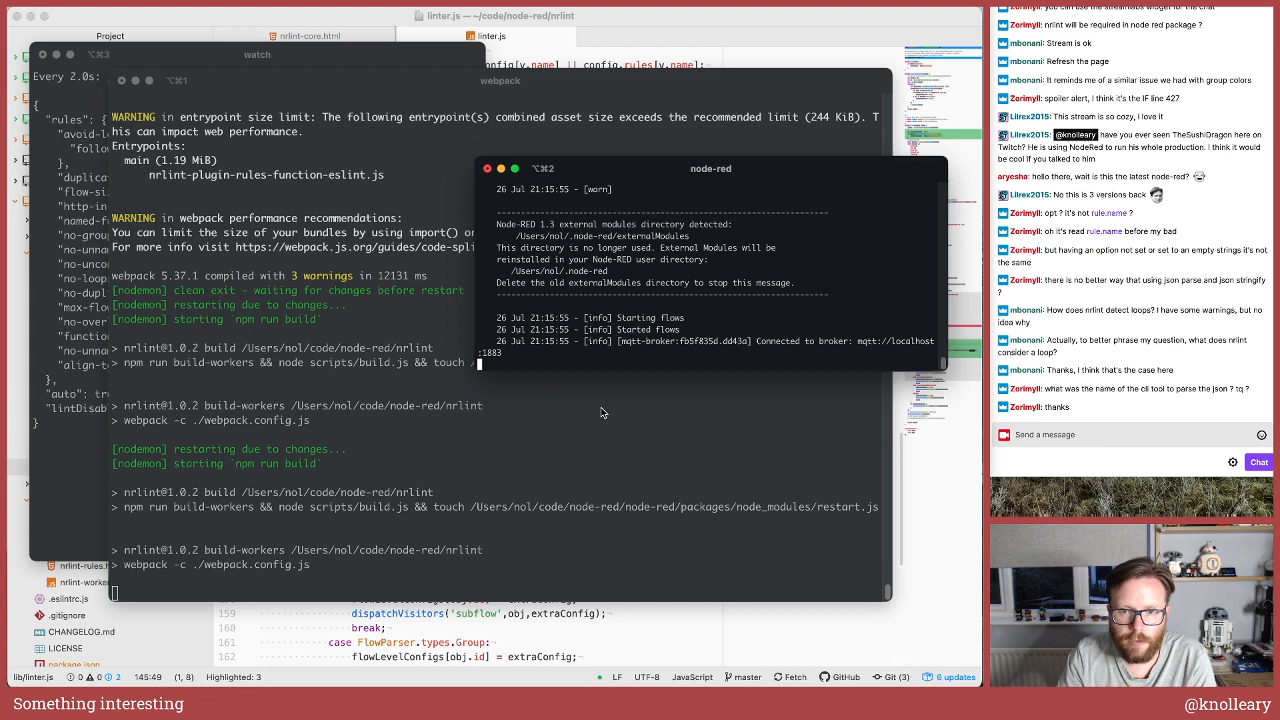 linter.js — ~/code/node-red/nrlint
Project
nrlint-core.html
linter.js
⌥⌘3
watch
⌥⌘1
webpack
y 2.0s:
{
WARNING in entrypoint size limit: The following entrypoint(s) combined asset size exceeds the recommended limit (244 KiB). T
can impact web performance.
Entrypoints:
main (1.19 MiB)
nrlint-plugin-rules-function-eslint.js
WARNING in webpack performance recommendations:
You can limit the size of your bundles by using import() or
For more info visit https://webpack.js.org/guides/code-spli
webpack 5.37.1 compiled with 3 warnings in 12131 ms
[nodemon] clean exit - waiting for changes before restart
[nodemon] restarting due to changes...
[nodemon] starting `npm run build`
> nrlint@1.0.2 build /Users/nol/code/node-red/nrlint
> npm run build-workers && node scripts/build.js && touch /
> nrlint@1.0.2 build-workers /Users/nol/code/node-red/nrlint
> webpack -c ./webpack.config.js
[nodemon] restarting due to changes...
[nodemon] starting `npm run build`
> nrlint@1.0.2 build /Users/nol/code/node-red/nrlint
> npm run build-workers && node scripts/build.js && touch /Users/nol/code/node-red/node-red/packages/node_modules/restart.js
> nrlint@1.0.2 build-workers /Users/nol/code/node-red/nrlint
> webpack -c ./webpack.config.js
⌥⌘2
node-red
26 Jul 21:15:55 - [warn]
Node-RED 1.3 external modules directory detected:
/Users/nol/.node-red/externalModules
This directory is no longer used. External Modules will be
reinstalled in your Node-RED user directory:
/Users/nol/.node-red
Delete the old externalModules directory to stop this message.
26 Jul 21:15:55 - [info] Starting flows
26 Jul 21:15:55 - [info] Started flows
26 Jul 21:15:55 - [info] [mqtt-broker:fb5f835d.dd43a] Connected to broker: mqtt://localhost
:1883
nrlint-rules.
nrlint-worke
.eslintrc.js
.gitignore
CHANGELOG.md
LICENSE
package.json
159 dispatchVisitors('subflow',obj,extraConfig);
160 break;
161 case FlowParser.types.Group:
162 flowLevelConfigs[obj.id] = extraConfig;
lib/linter.js 0 0 2 145:49 (1, 8) Highlighted: 3
LF UTF-8 JavaScript master Fetch GitHub Git (3) 6 updates
Zorimyll: you can use the streamlabs widget for the chat
Zorimyll: nrlint will be required in node red package ?
mbonani: Stream is ok
mbonani: Refresh the page
mbonani: It reminds me of a similar issue we had with group colors
Zorimyll: spoiler alert, I think it's the IF line 427
Lilrex2015: This stream is so cozy, i love it
Lilrex2015: @knolleary have you ever seen TheSushiDragon here on
Twitch? He is using NodeRed to run his whole production. I think it would
be cool if you talked to him
aryesha: hello there, wait is this the latest node-red?
Lilrex2015: No this is 3 versions back
Zorimyll: opt ? it's not rule.name ?
Zorimyll: oh it's read rule.name before my bad
Zorimyll: but having an option not set or set to an empty strings it's not
the same
Zorimyll: there is no better way that using json parse and json stringify
?
mbonani: How does nrlint detect loops? I have some warnings, but no
idea why
mbonani: Actually, to better phrase my question, what does nrlint
consider a loop?
mbonani: Thanks, I think that's the case here
Zorimyll: what was the name of the cli tool to parse the json ? tq ?
Zorimyll: thanks
Send a message
Chat
Something interesting
@knolleary